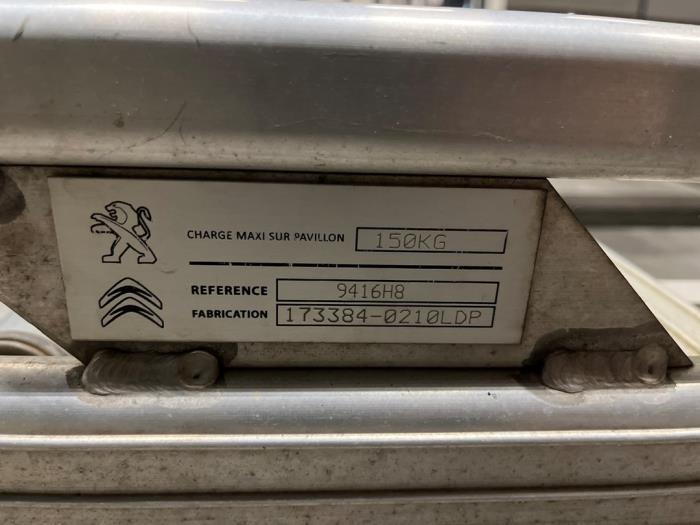 CHARGE MAXI SUR PAVILLON 150KG
REFERENCE 9416H8
FABRICATION 173384-0210LDP